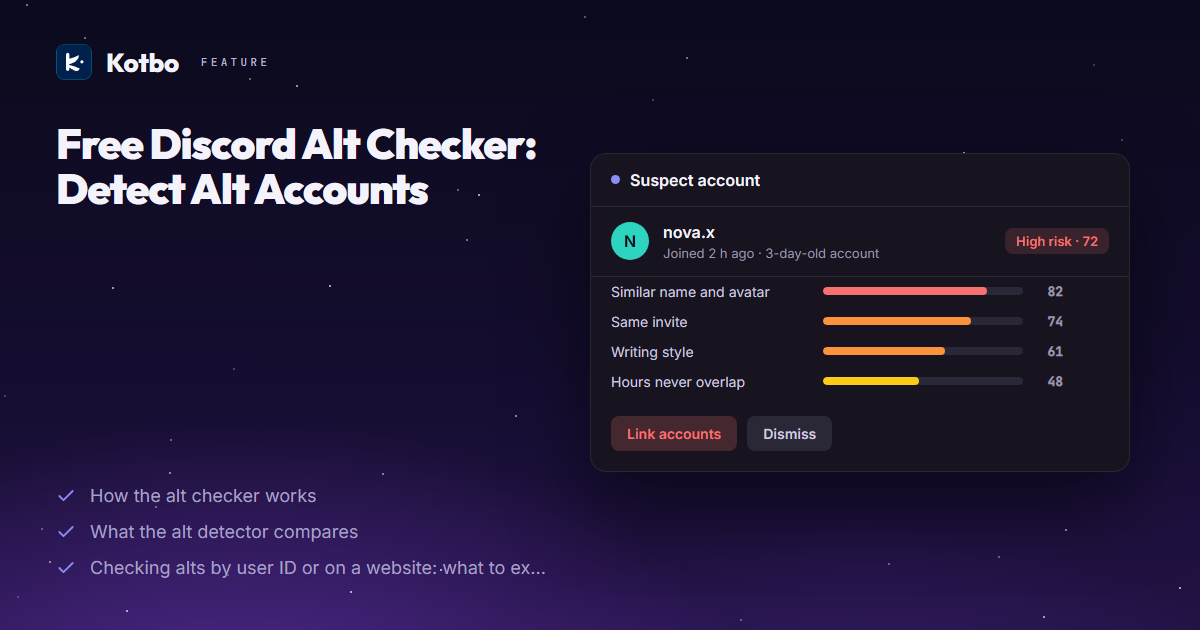 Kotbo FEATURE
Free Discord Alt Checker:
Detect Alt Accounts
Suspect account
N
nova.x
Joined 2 h ago · 3-day-old account
High risk · 72
Similar name and avatar 82
Same invite 74
Writing style 61
Hours never overlap 48
Link accounts Dismiss
How the alt checker works
What the alt detector compares
Checking alts by user ID or on a website: what to ex...